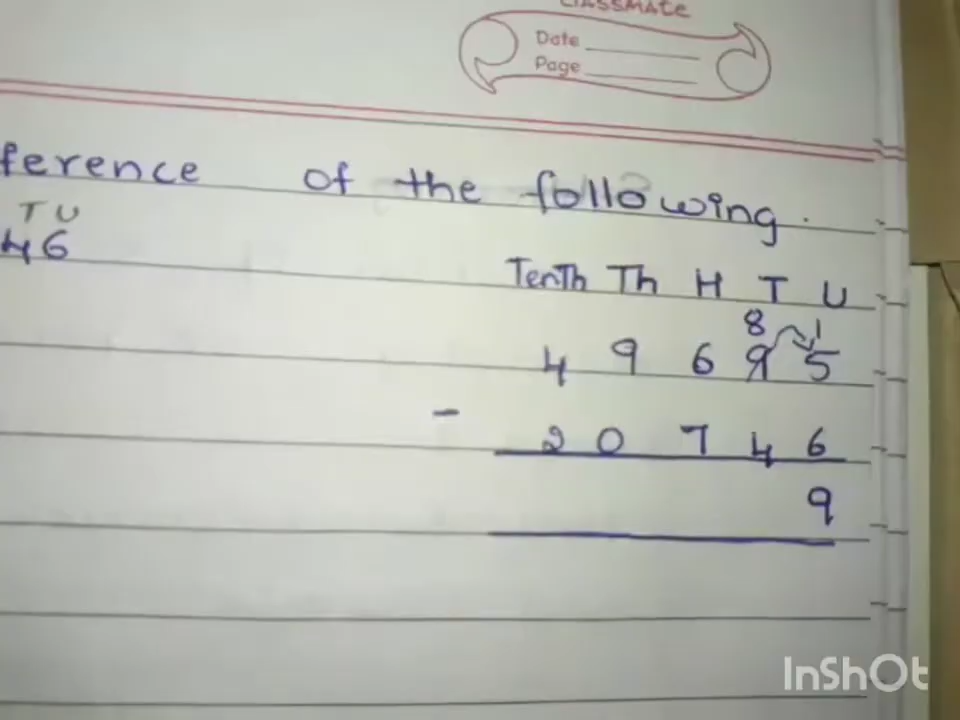 CLASSMATE
Date
Page
ference of the following.
T U
46
TenTh Th H T U
8 1
4 9 6 9 5
- 2 0 7 4 6
9
InShOt